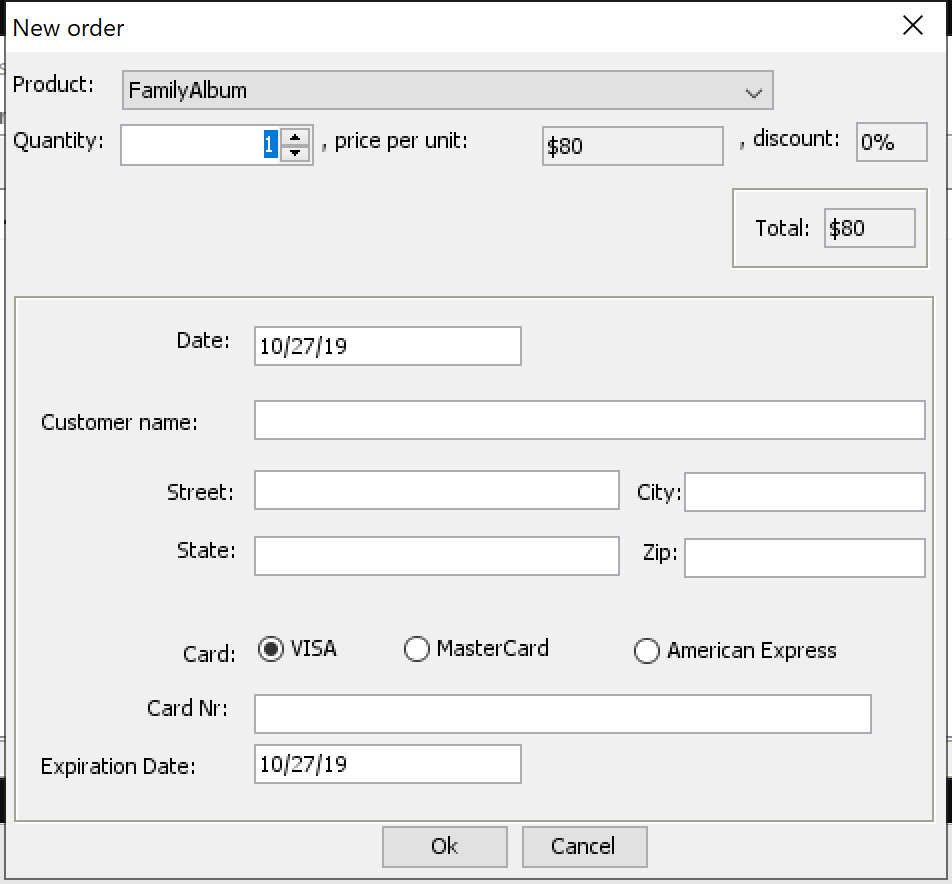 New order
Product: FamilyAlbum
Quantity: 1 , price per unit: $80 , discount: 0%
Total: $80
Date: 10/27/19
Customer name:
Street: City:
State: Zip:
Card: VISA MasterCard American Express
Card Nr:
Expiration Date: 10/27/19
Ok Cancel